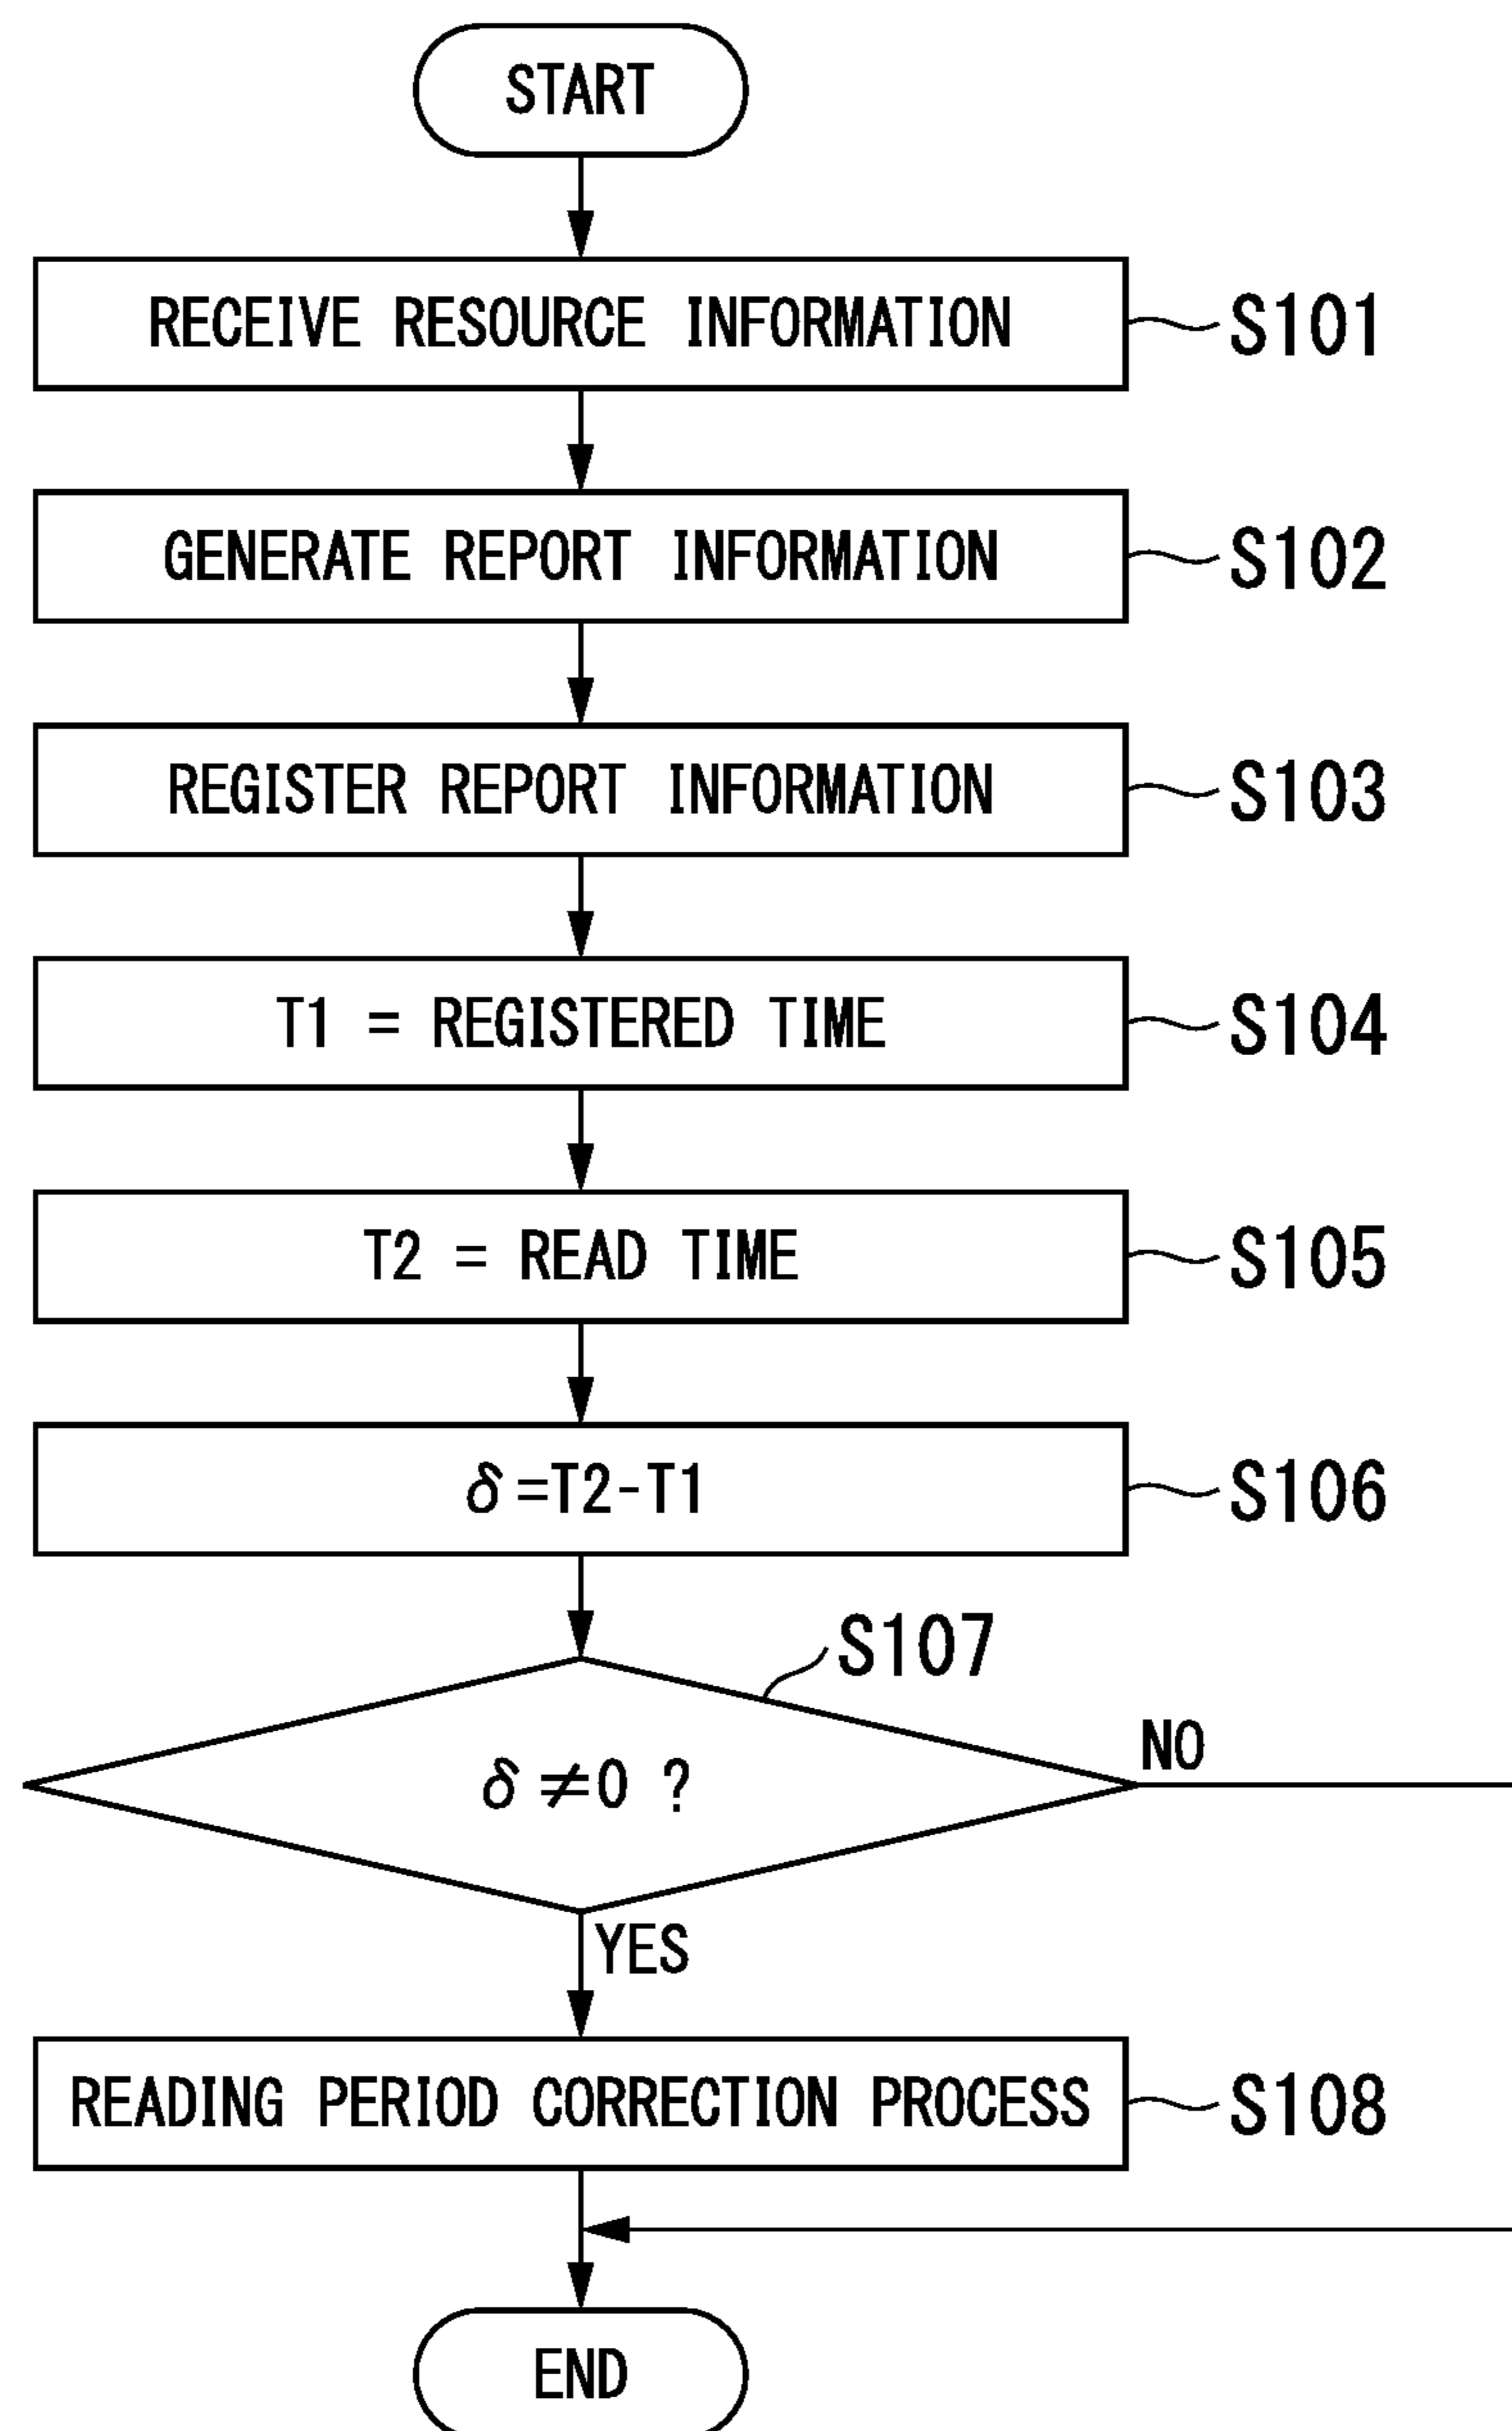 START
RECEIVE RESOURCE INFORMATION S101
GENERATE REPORT INFORMATION S102
REGISTER REPORT INFORMATION S103
T1 = REGISTERED TIME S104
T2 = READ TIME S105
δ=T2-T1 S106
S107
δ≠0 ?
NO
YES
READING PERIOD CORRECTION PROCESS S108
END